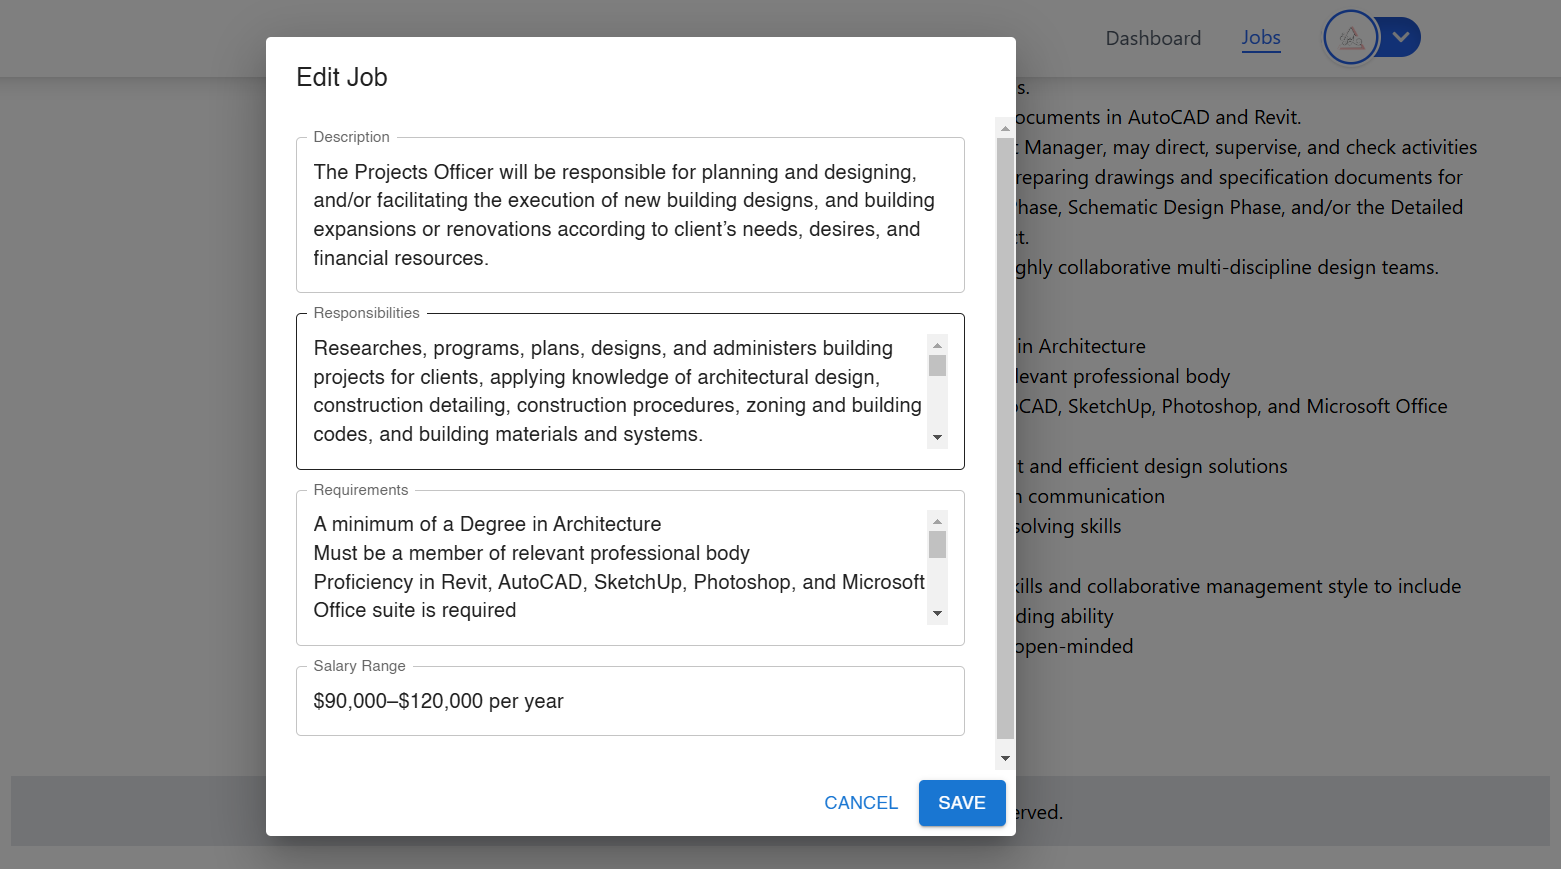 Dashboard
Jobs
Edit Job
Description
The Projects Officer will be responsible for planning and designing,
and/or facilitating the execution of new building designs, and building
expansions or renovations according to client’s needs, desires, and
financial resources.
Responsibilities
Researches, programs, plans, designs, and administers building
projects for clients, applying knowledge of architectural design,
construction detailing, construction procedures, zoning and building
codes, and building materials and systems.
Requirements
A minimum of a Degree in Architecture
Must be a member of relevant professional body
Proficiency in Revit, AutoCAD, SketchUp, Photoshop, and Microsoft
Office suite is required
Salary Range
$90,000–$120,000 per year
CANCEL
SAVE
s.
ocuments in AutoCAD and Revit.
Manager, may direct, supervise, and check activities
reparing drawings and specification documents for
hase, Schematic Design Phase, and/or the Detailed
ct.
ghly collaborative multi-discipline design teams.
in Architecture
levant professional body
CAD, SketchUp, Photoshop, and Microsoft Office
t and efficient design solutions
communication
solving skills
ills and collaborative management style to include
ding ability
open-minded
erved.